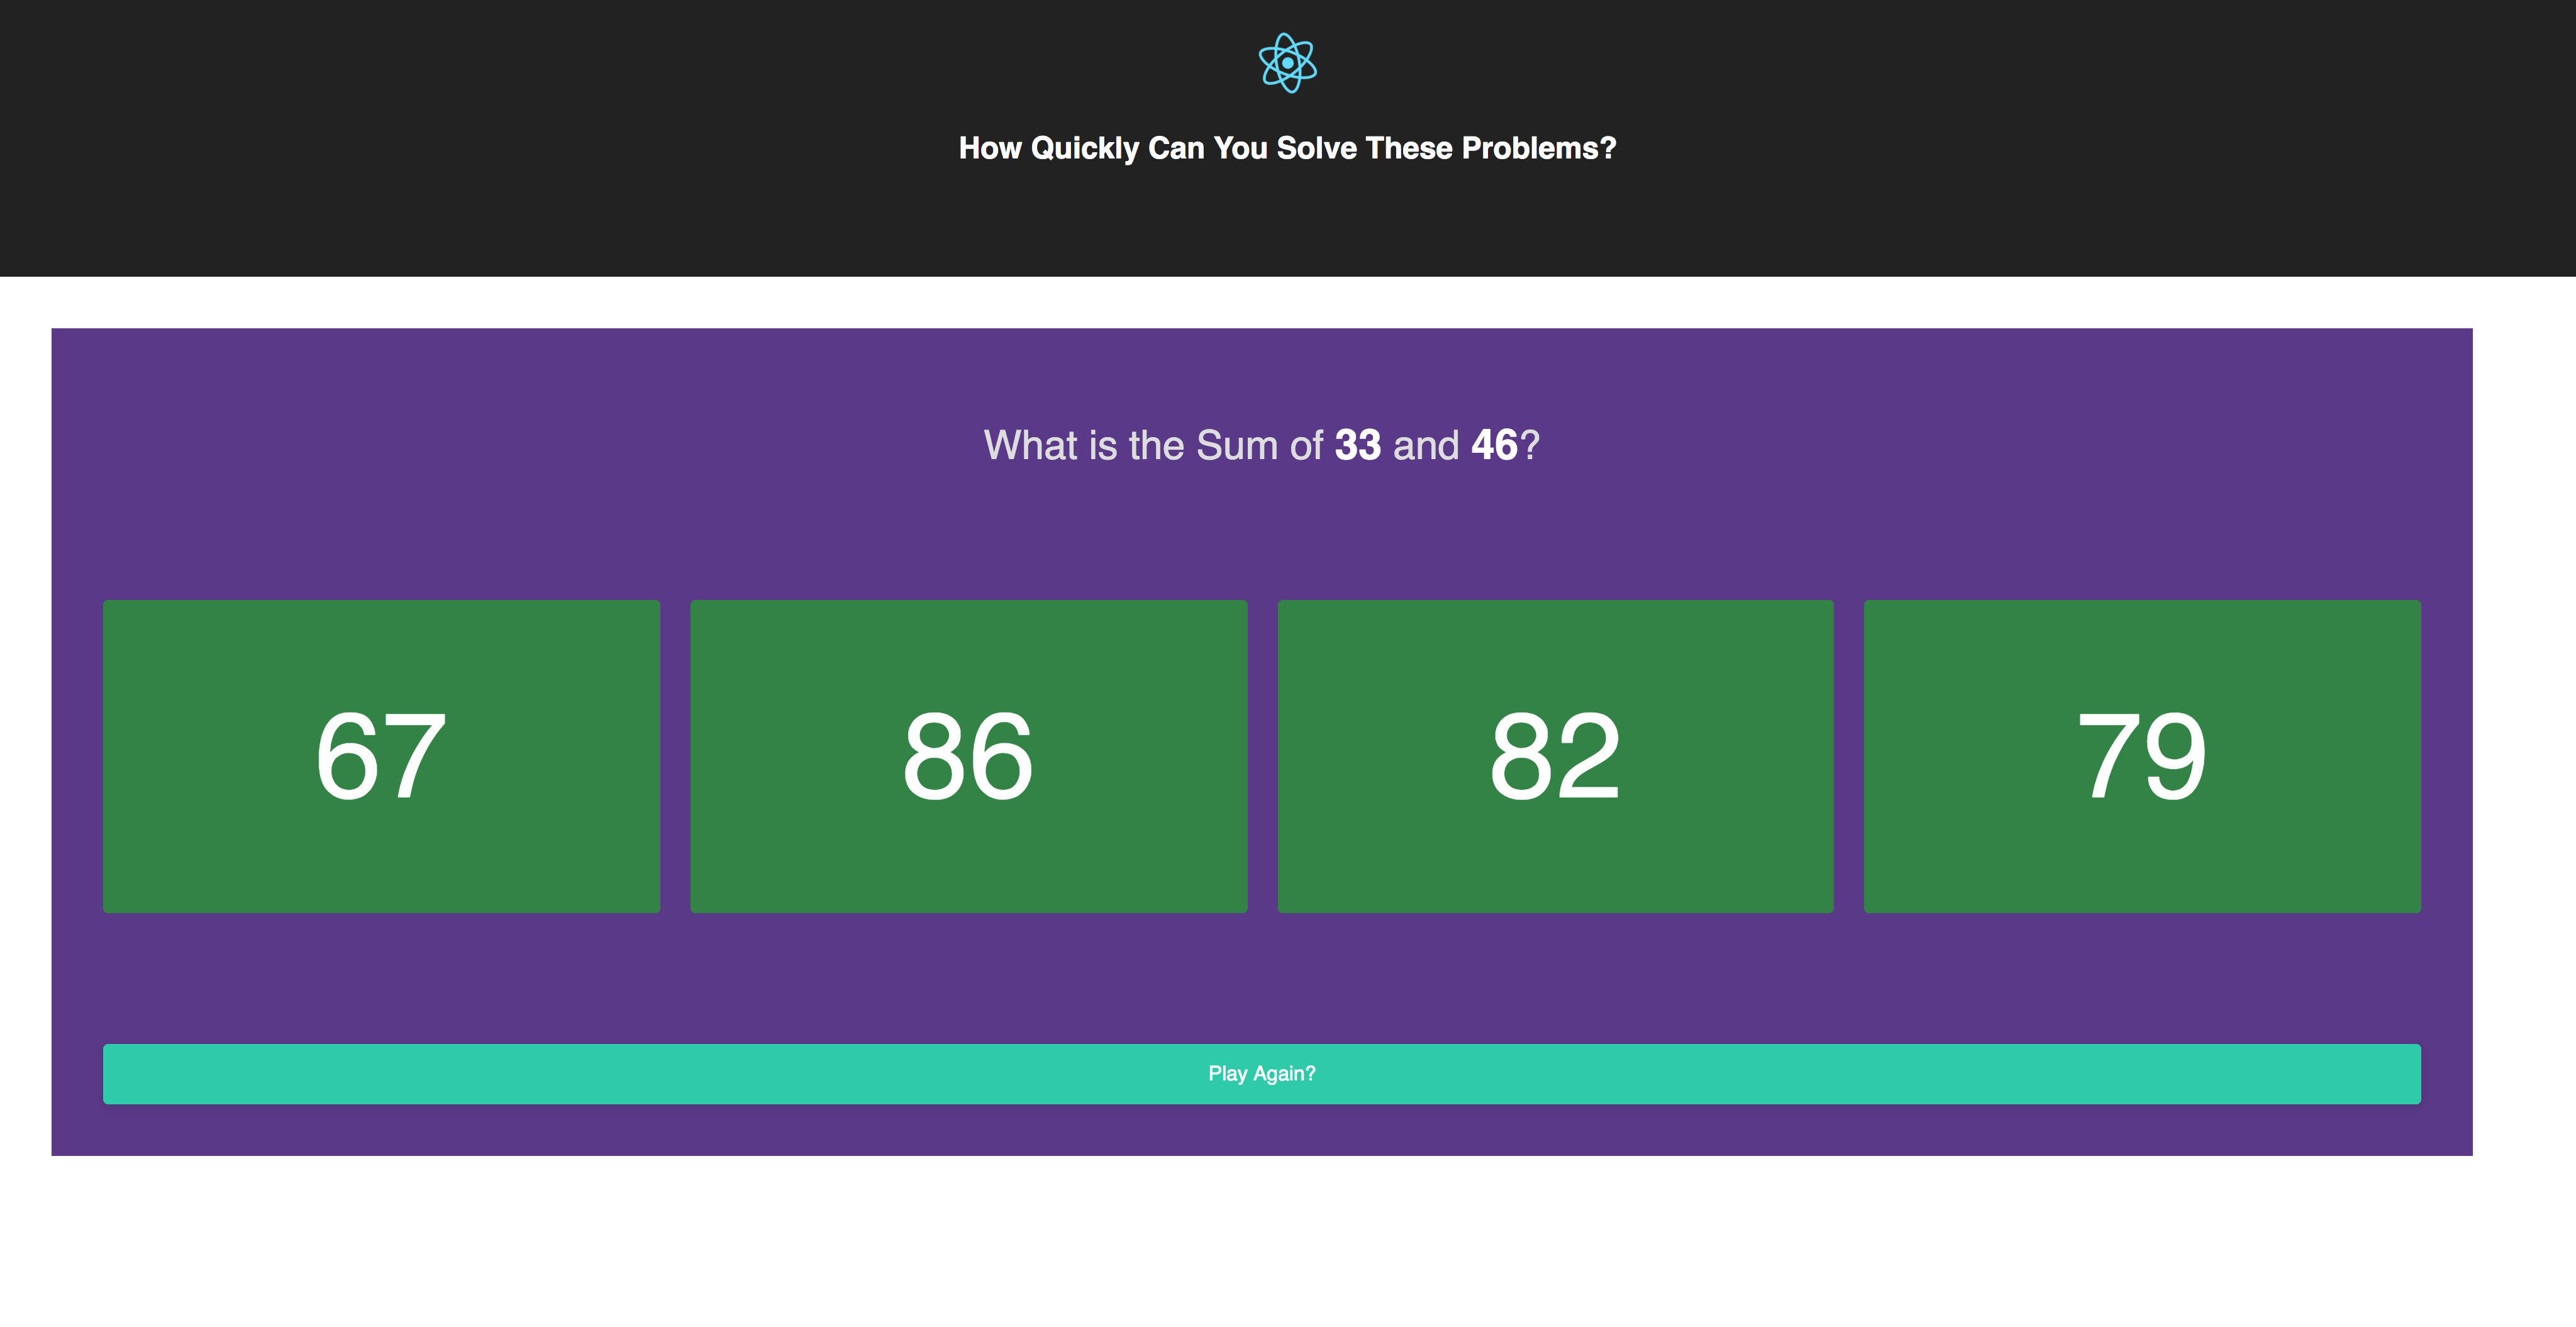 How Quickly Can You Solve These Problems?
What is the Sum of 33 and 46?
67
86
82
79
Play Again?